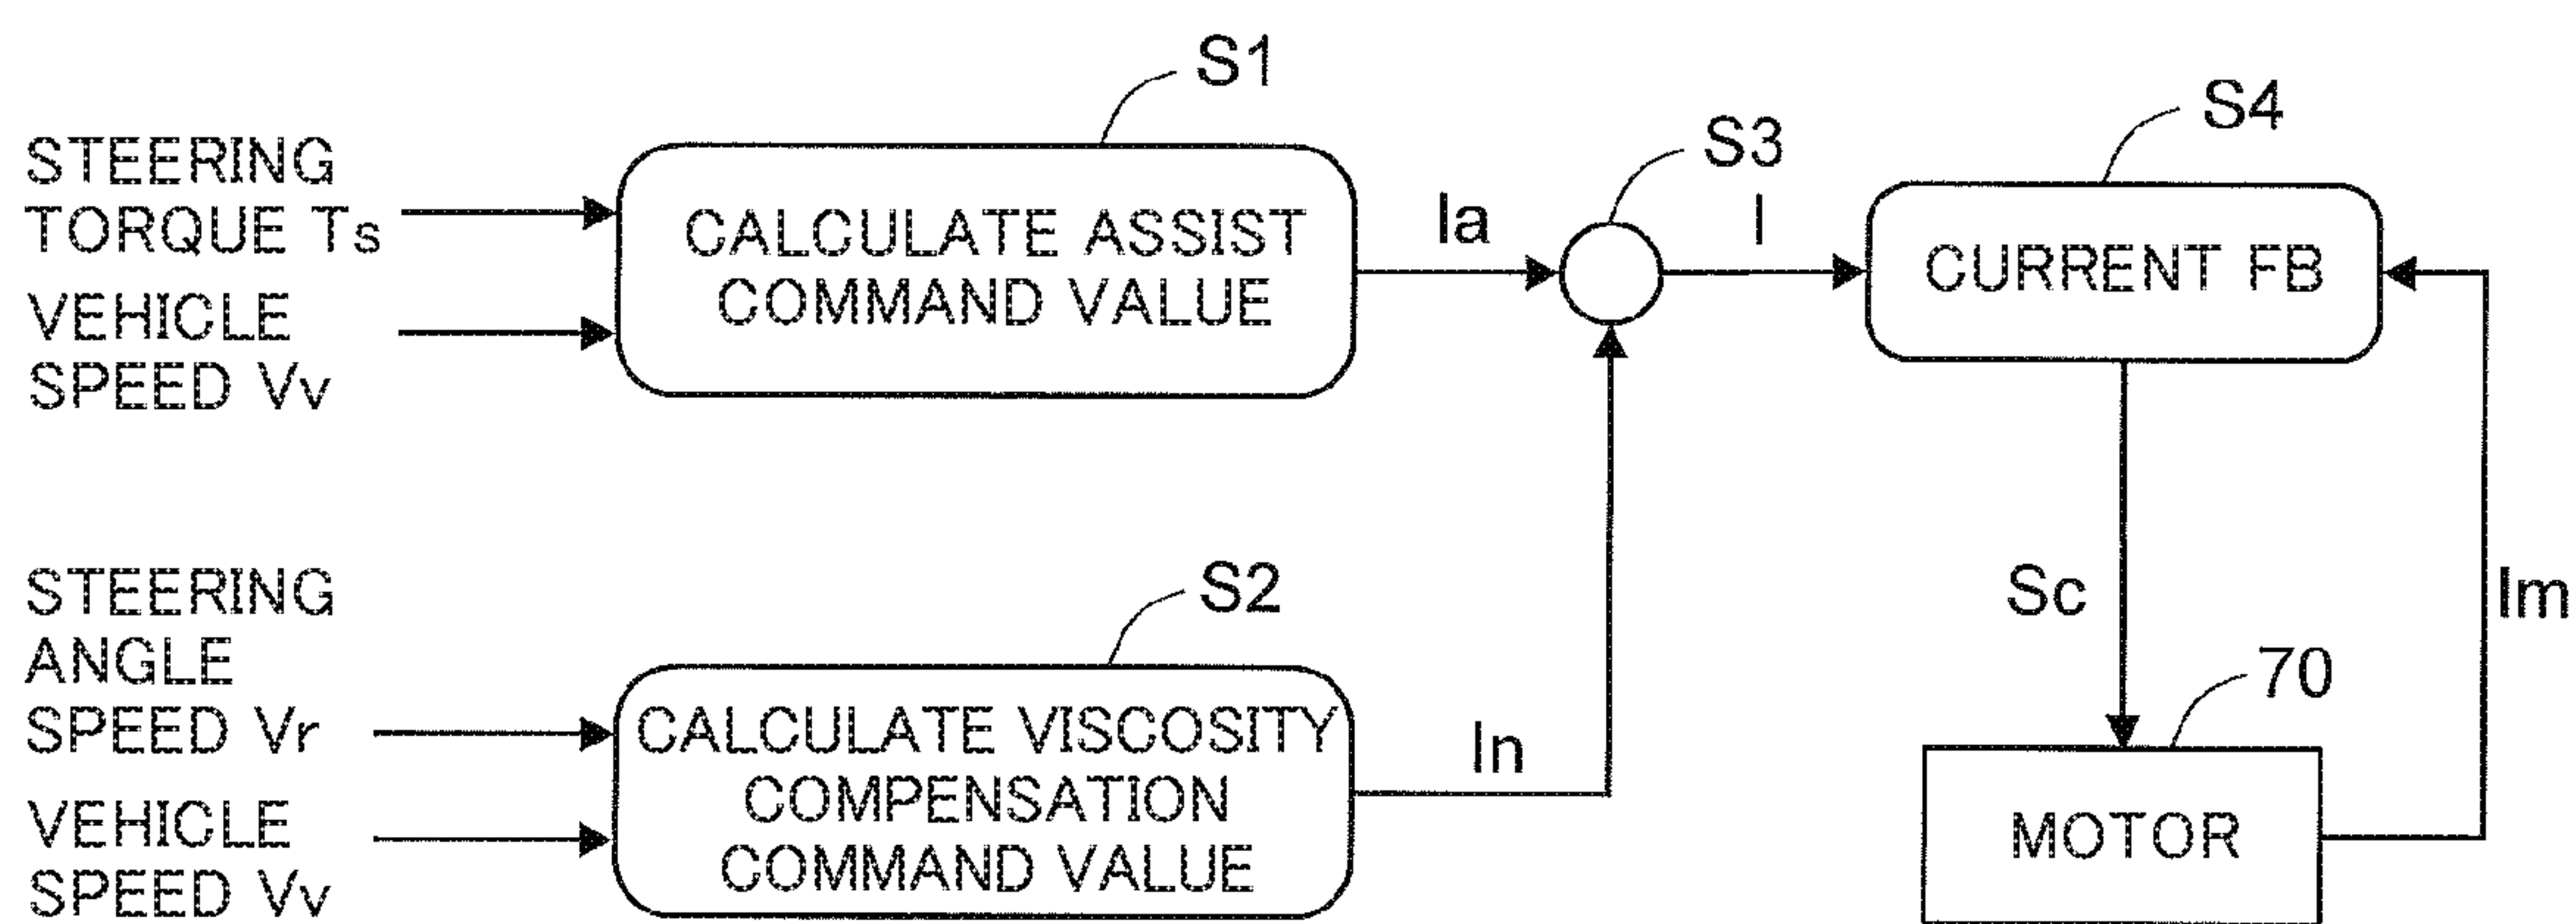 S1
STEERING
TORQUE Ts
VEHICLE
SPEED Vv
CALCULATE ASSIST
COMMAND VALUE
Ia
S3
I
S4
CURRENT FB
STEERING
ANGLE
SPEED Vr
VEHICLE
SPEED Vv
S2
CALCULATE VISCOSITY
COMPENSATION
COMMAND VALUE
In
Sc
Im
70
MOTOR